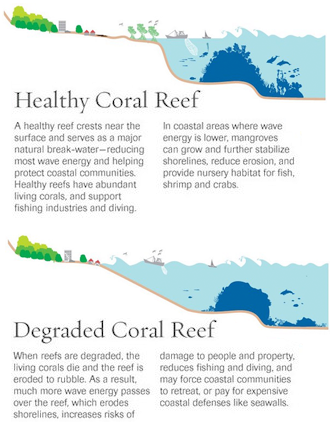 Healthy Coral Reef
A healthy reef crests near the
surface and serves as a major
natural break-water—reducing
most wave energy and helping
protect coastal communities.
Healthy reefs have abundant
living corals, and support
fishing industries and diving.
In coastal areas where wave
energy is lower, mangroves
can grow and further stabilize
shorelines, reduce erosion, and
provide nursery habitat for fish,
shrimp and crabs.
Degraded Coral Reef
When reefs are degraded, the
living corals die and the reef is
eroded to rubble. As a result,
much more wave energy passes
over the reef, which erodes
shorelines, increases risks of
damage to people and property,
reduces fishing and diving, and
may force coastal communities
to retreat, or pay for expensive
coastal defenses like seawalls.